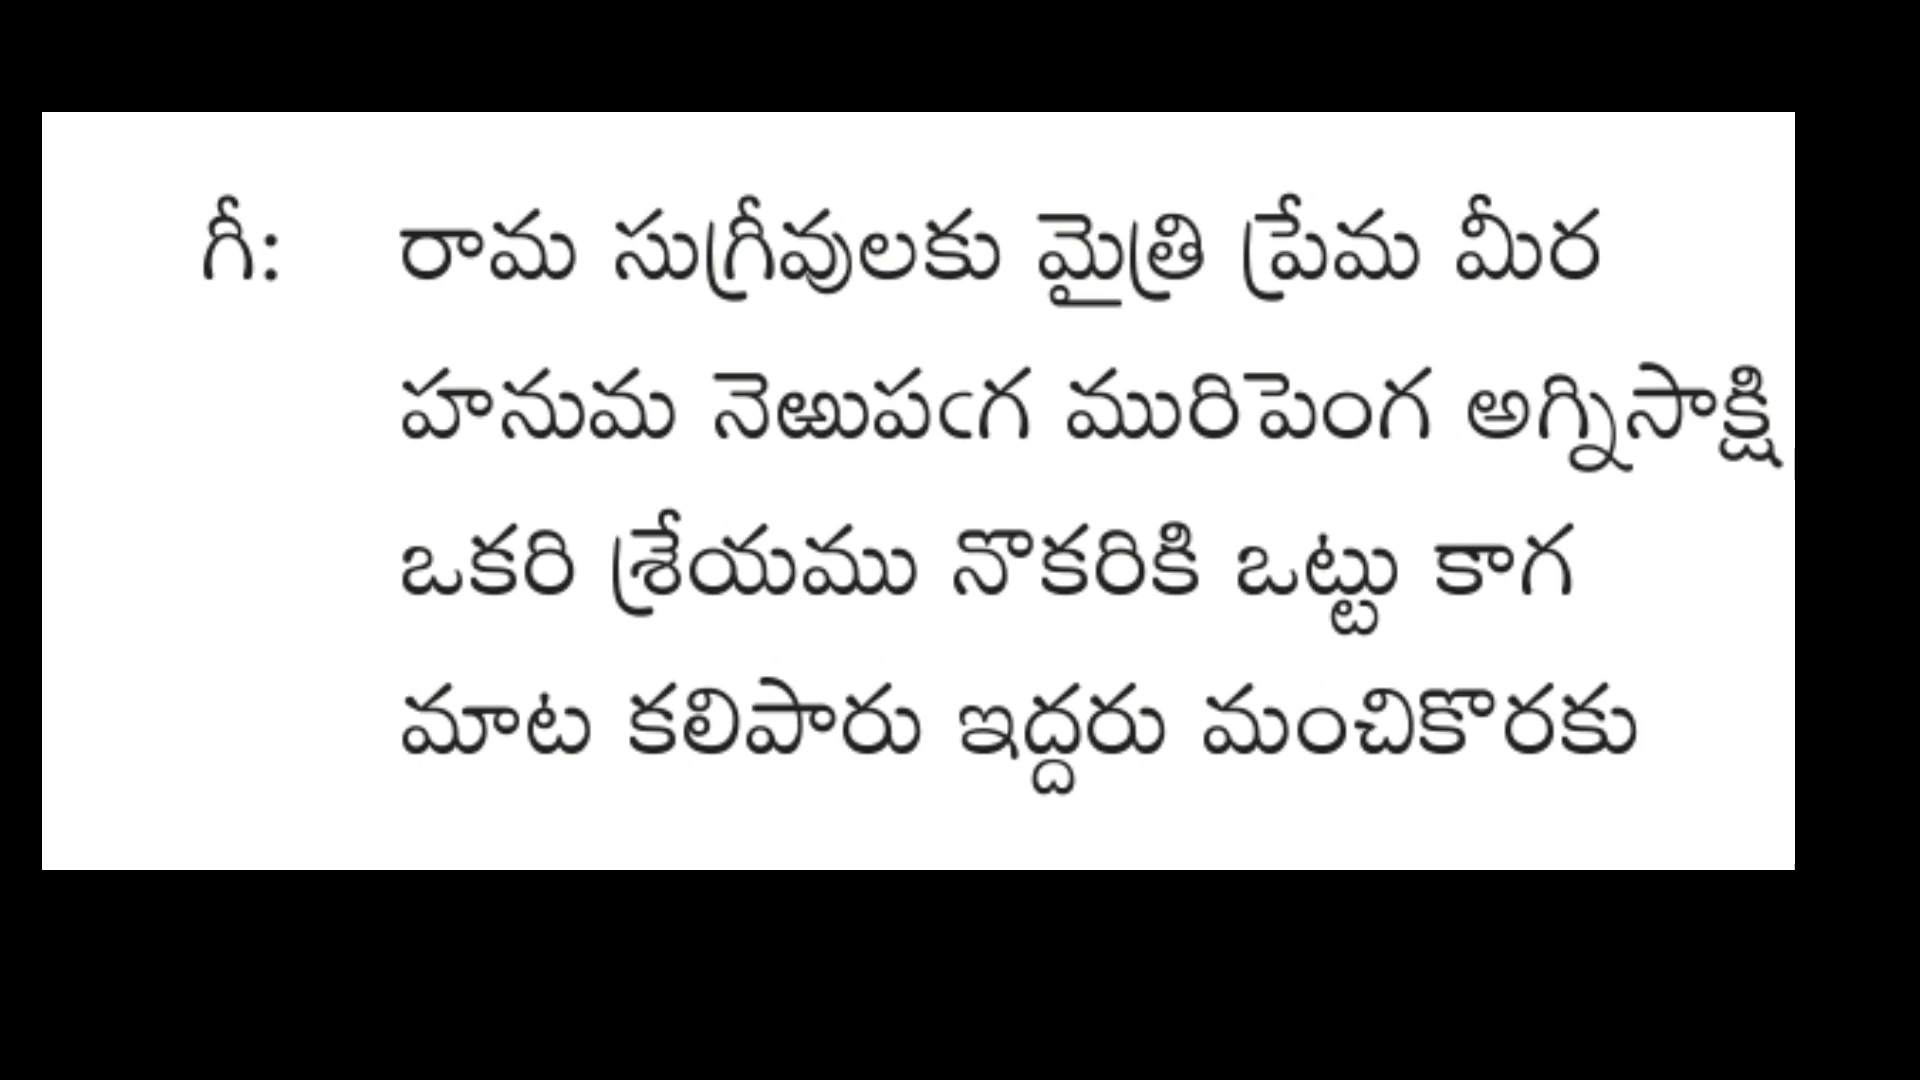 గీ: రామ సుగ్రీవులకు మైత్రి ప్రేమ మీర
హనుమ నెఱుపఁగ మురిపెంగ అగ్నిసాక్షి
ఒకరి శ్రేయము నొకరికి ఒట్టు కాగ
మాట కలిపారు ఇద్దరు మంచికొరకు